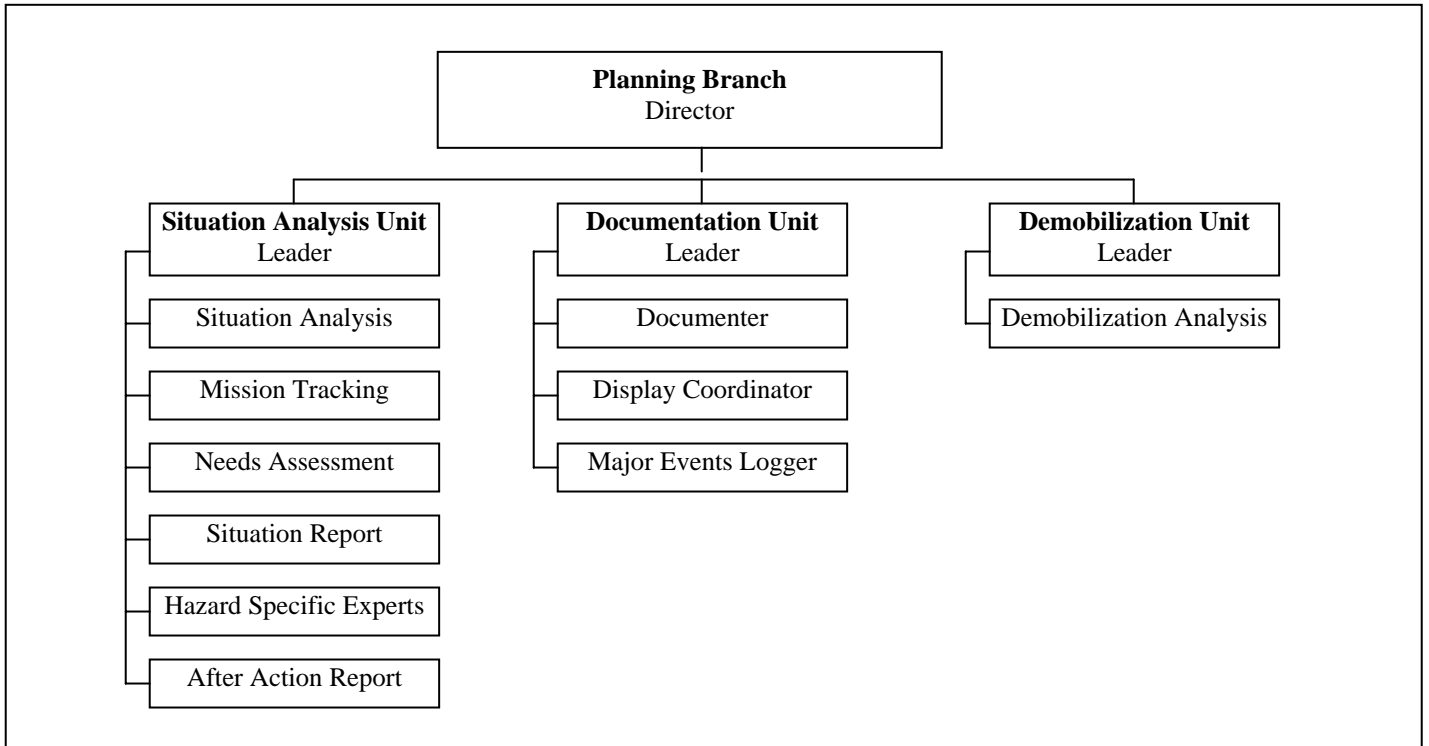 Planning Branch
Director
Situation Analysis Unit
Leader
Situation Analysis
Mission Tracking
Needs Assessment
Situation Report
Hazard Specific Experts
After Action Report
Documentation Unit
Leader
Documenter
Display Coordinator
Major Events Logger
Demobilization Unit
Leader
Demobilization Analysis